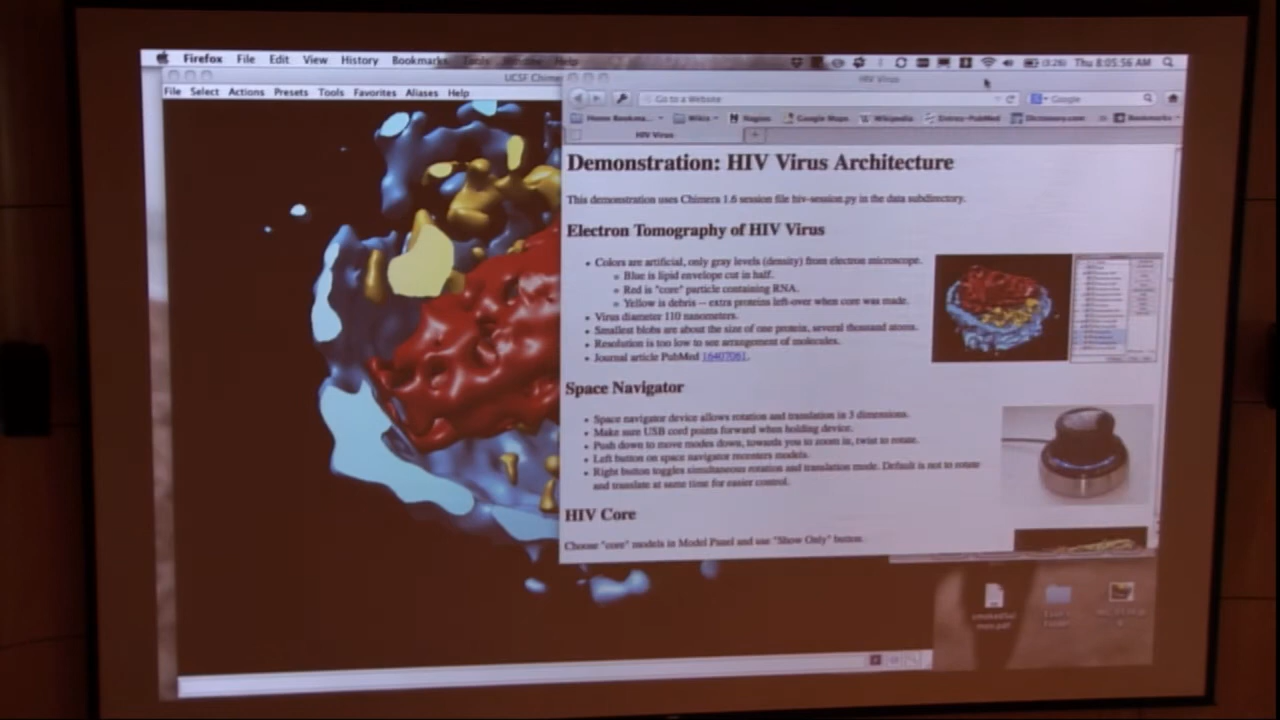 Firefox File Edit View History Bookmarks Tools Window Help (3:26) Thu 8:05:56 AM
UCSF Chime
HIV Virus
File Select Actions Presets Tools Favorites Aliases Help
Go to a Website
Google
Home Bookma... Wikis Nagios Google Maps Wikipedia Entrez-PubMed Dictionary.com Bookmarks
HIV Virus
Demonstration: HIV Virus Architecture
This demonstration uses Chimera 1.6 session file hiv-session.py in the data subdirectory.
Electron Tomography of HIV Virus
• Colors are artificial, only gray levels (density) from electron microscope.
Blue is lipid envelope cut in half.
Red is "core" particle containing RNA.
Yellow is debris -- extra proteins left-over when core was made.
• Virus diameter 110 nanometers.
• Smallest blobs are about the size of one protein, several thousand atoms.
• Resolution is too low to see arrangement of molecules.
• Journal article PubMed 16407061.
Space Navigator
• Space navigator device allows rotation and translation in 3 dimensions.
• Make sure USB cord points forward when holding device.
• Push down to move models down, towards you to zoom in, twist to rotate.
• Left button on space navigator recenters models.
• Right button toggles simultaneous rotation and translation mode. Default is not to rotate
and translate at same time for easier control.
HIV Core
Choose "core" models in Model Panel and use "Show Only" button.